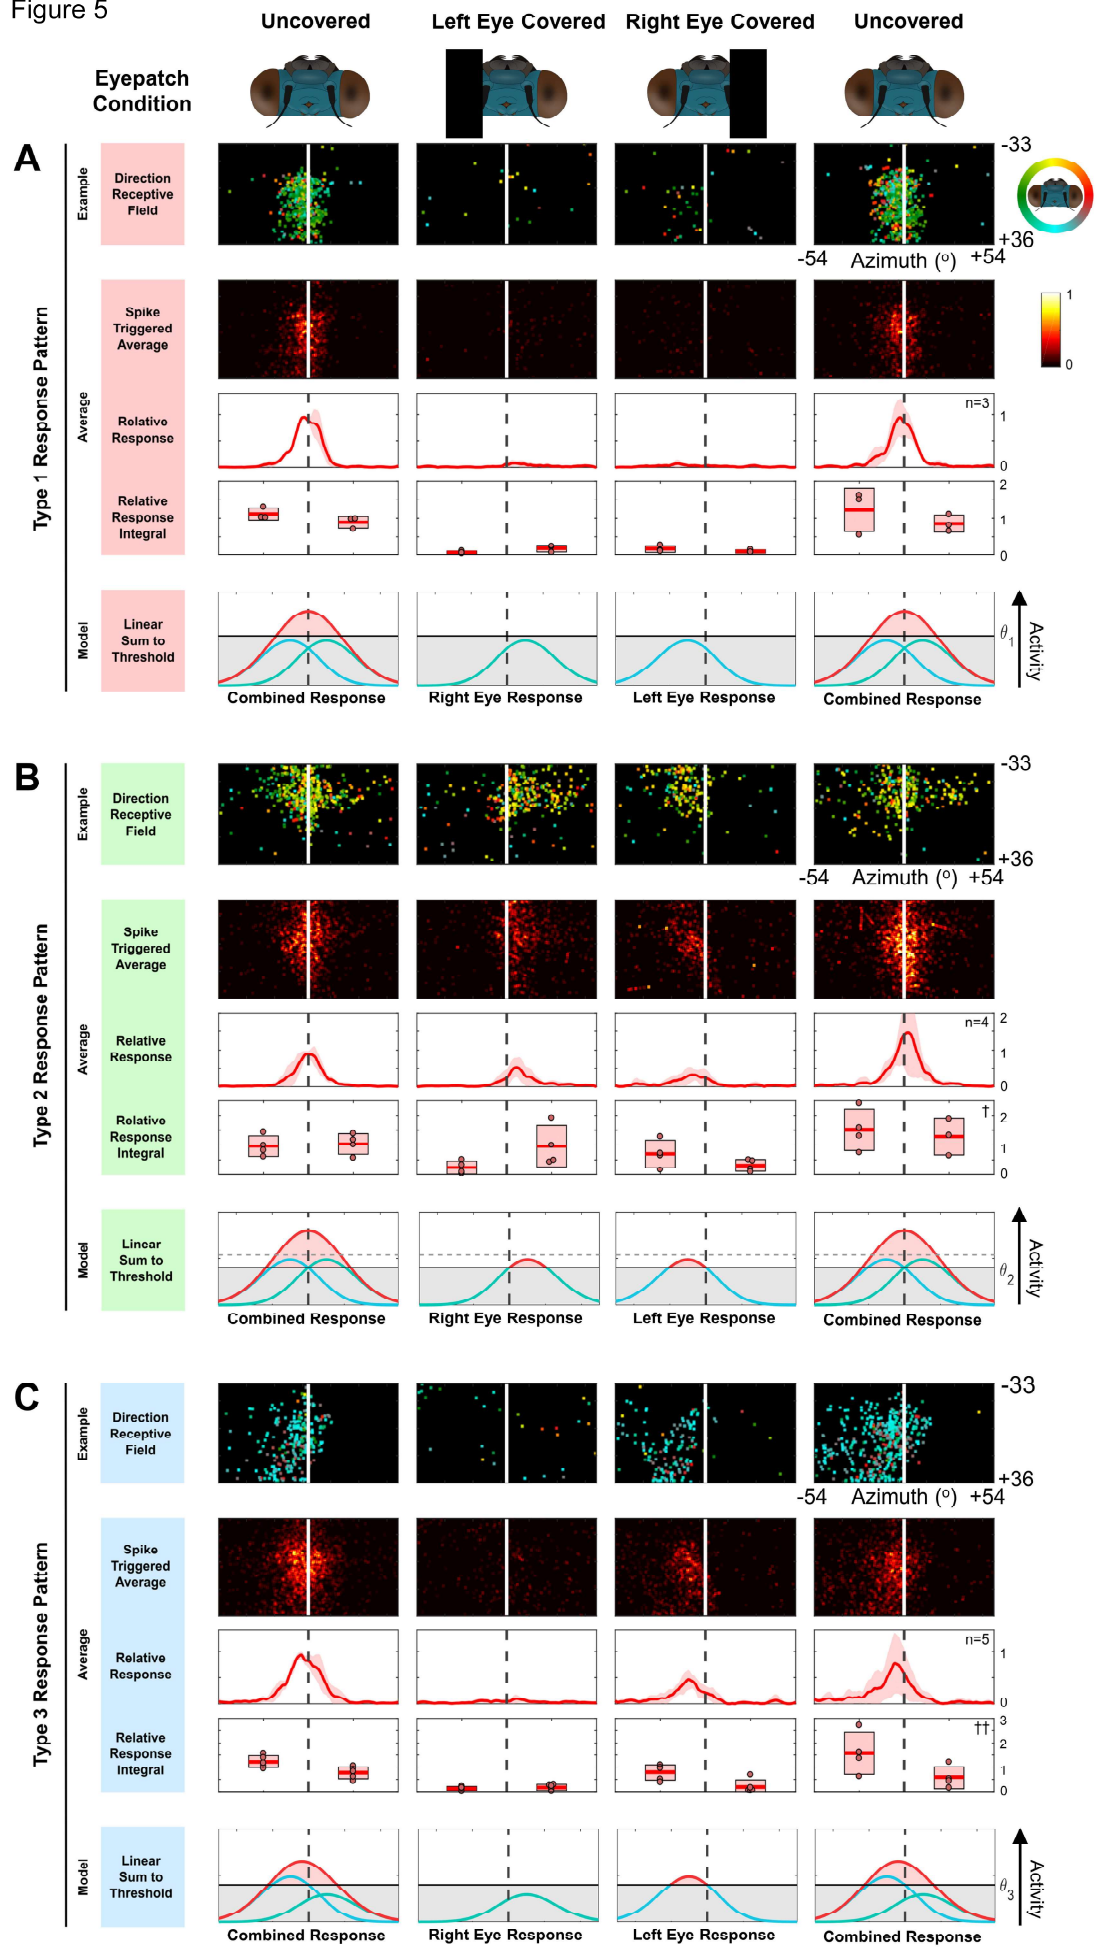 Figure 5
Uncovered
Left Eye Covered
Right Eye Covered
Uncovered
Eyepatch
Condition
A
Type 1 Response Pattern
Example
Direction
Receptive
Field
-33
+36
-54 Azimuth (º) +54
Average
Spike
Triggered
Average
1
0
Relative
Response
n=3
1
0
Relative
Response
Integral
2
1
0
Model
Linear
Sum to
Threshold
θ1
Activity
Combined Response
Right Eye Response
Left Eye Response
Combined Response
B
Type 2 Response Pattern
Example
Direction
Receptive
Field
-33
+36
-54 Azimuth (º) +54
Average
Spike
Triggered
Average
Relative
Response
n=4
2
1
0
Relative
Response
Integral
†
2
1
0
Model
Linear
Sum to
Threshold
θ2
Activity
Combined Response
Right Eye Response
Left Eye Response
Combined Response
C
Type 3 Response Pattern
Example
Direction
Receptive
Field
-33
+36
-54 Azimuth (º) +54
Average
Spike
Triggered
Average
Relative
Response
n=5
1
0
Relative
Response
Integral
††
3
2
1
0
Model
Linear
Sum to
Threshold
θ3
Activity
Combined Response
Right Eye Response
Left Eye Response
Combined Response